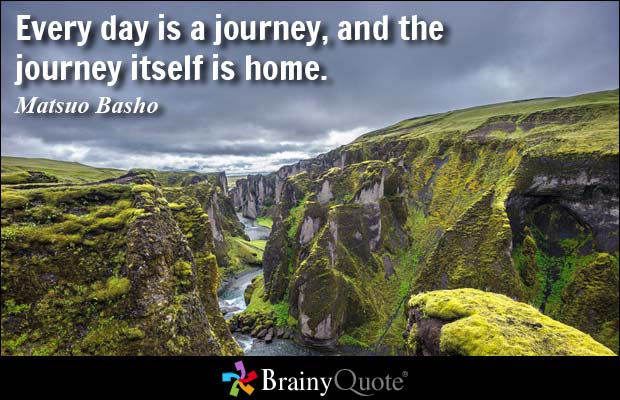 Every day is a journey, and the
journey itself is home.
Matsuo Basho
BrainyQuote®